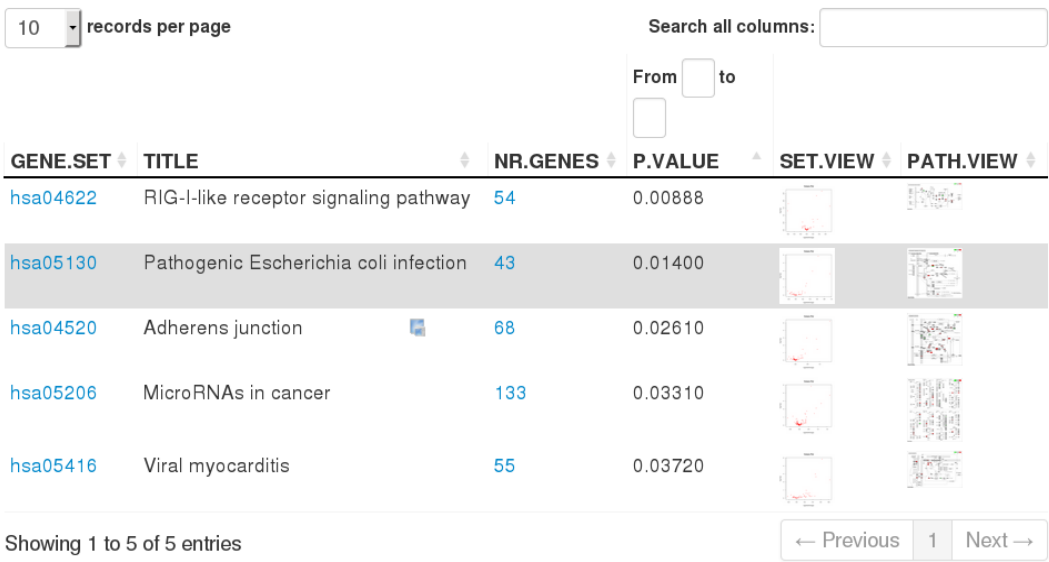 10 records per page Search all columns:
From to
GENE.SET TITLE NR.GENES P.VALUE SET.VIEW PATH.VIEW
hsa04622 RIG-I-like receptor signaling pathway 54 0.00888
hsa05130 Pathogenic Escherichia coli infection 43 0.01400
hsa04520 Adherens junction 68 0.02610
hsa05206 MicroRNAs in cancer 133 0.03310
hsa05416 Viral myocarditis 55 0.03720
Showing 1 to 5 of 5 entries ← Previous 1 Next →